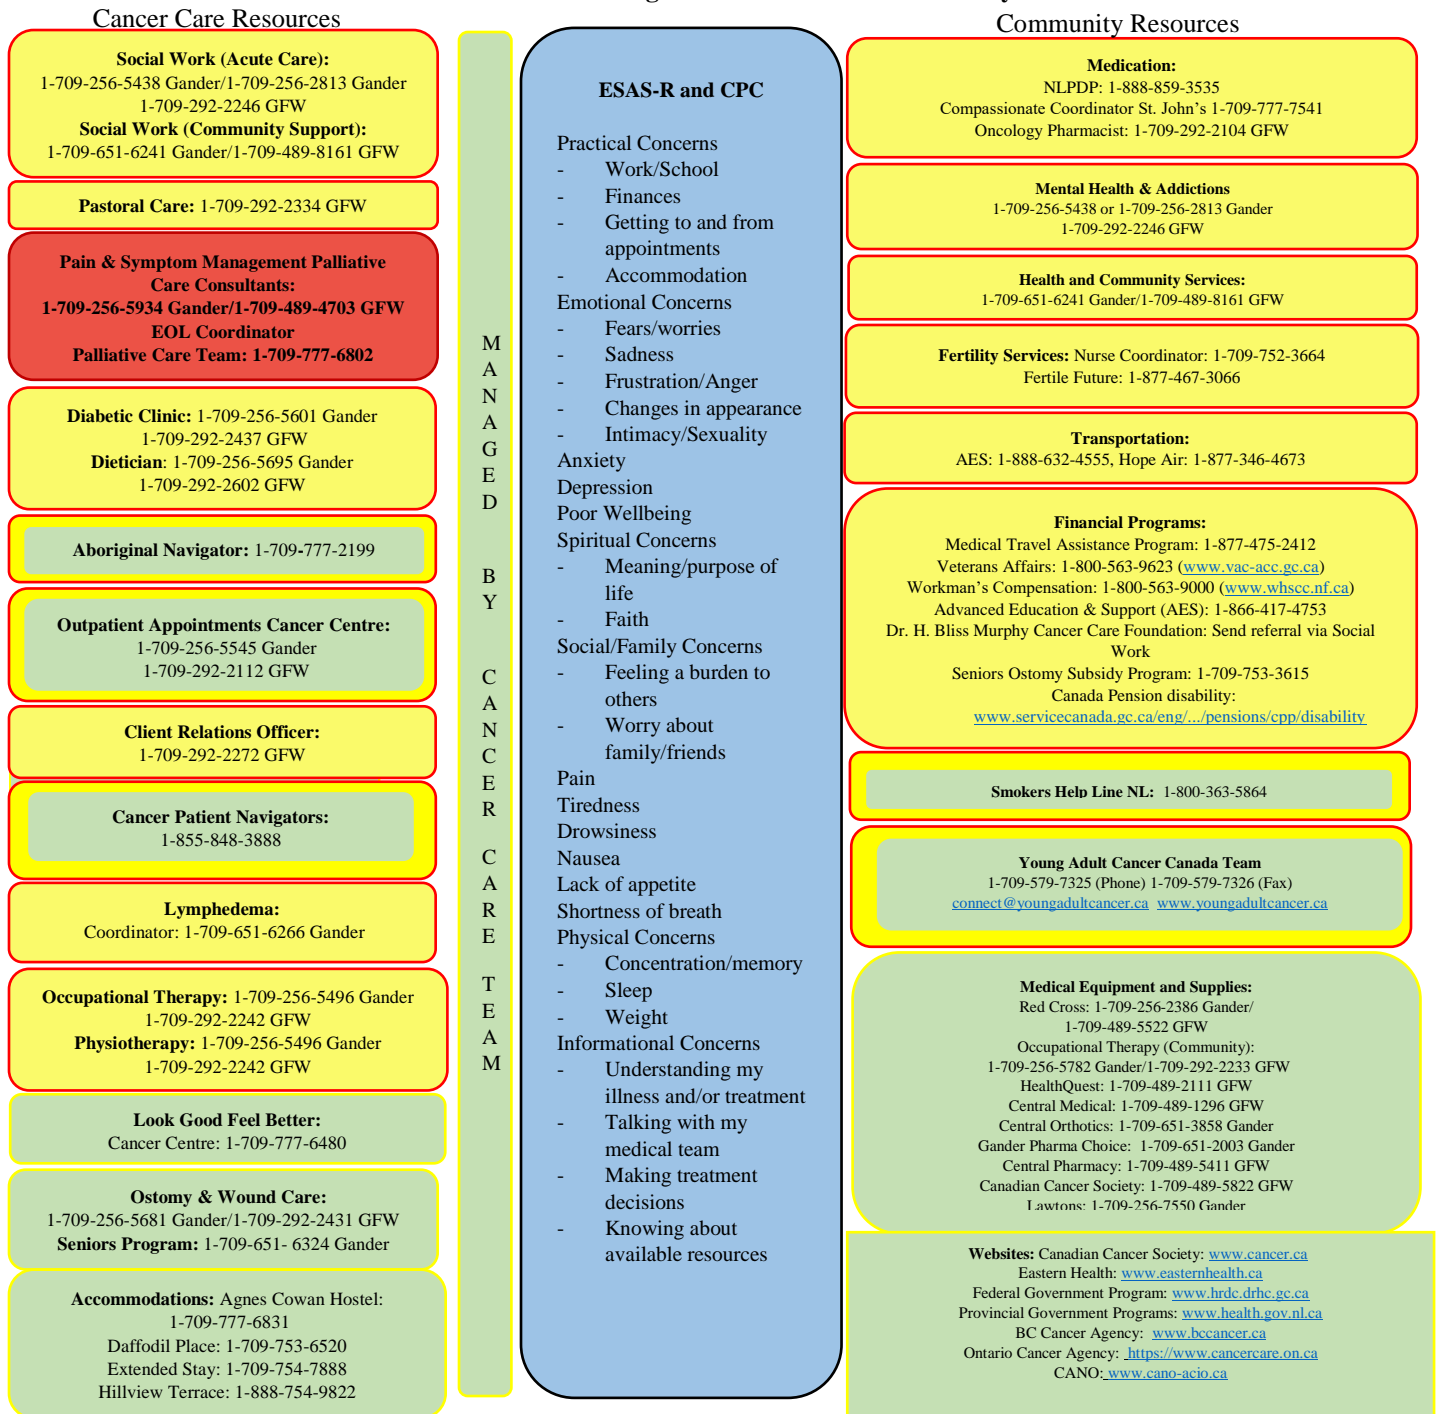 Cancer Care Resources
Social Work (Acute Care):
1-709-256-5438 Gander/1-709-256-2813 Gander
1-709-292-2246 GFW
Social Work (Community Support):
1-709-651-6241 Gander/1-709-489-8161 GFW
Pastoral Care: 1-709-292-2334 GFW
Pain & Symptom Management Palliative
Care Consultants:
1-709-256-5934 Gander/1-709-489-4703 GFW
EOL Coordinator
Palliative Care Team: 1-709-777-6802
Diabetic Clinic: 1-709-256-5601 Gander
1-709-292-2437 GFW
Dietician: 1-709-256-5695 Gander
1-709-292-2602 GFW
Aboriginal Navigator: 1-709-777-2199
Outpatient Appointments Cancer Centre:
1-709-256-5545 Gander
1-709-292-2112 GFW
Client Relations Officer:
1-709-292-2272 GFW
Cancer Patient Navigators:
1-855-848-3888
Lymphedema:
Coordinator: 1-709-651-6266 Gander
Occupational Therapy: 1-709-256-5496 Gander
1-709-292-2242 GFW
Physiotherapy: 1-709-256-5496 Gander
1-709-292-2242 GFW
Look Good Feel Better:
Cancer Centre: 1-709-777-6480
Ostomy & Wound Care:
1-709-256-5681 Gander/1-709-292-2431 GFW
Seniors Program: 1-709-651- 6324 Gander
Accommodations: Agnes Cowan Hostel:
1-709-777-6831
Daffodil Place: 1-709-753-6520
Extended Stay: 1-709-754-7888
Hillview Terrace: 1-888-754-9822
MANAGED BY CANCER CARE TEAM
ESAS-R and CPC
Practical Concerns
- Work/School
- Finances
- Getting to and from
appointments
- Accommodation
Emotional Concerns
- Fears/worries
- Sadness
- Frustration/Anger
- Changes in appearance
- Intimacy/Sexuality
Anxiety
Depression
Poor Wellbeing
Spiritual Concerns
- Meaning/purpose of
life
- Faith
Social/Family Concerns
- Feeling a burden to
others
- Worry about
family/friends
Pain
Tiredness
Drowsiness
Nausea
Lack of appetite
Shortness of breath
Physical Concerns
- Concentration/memory
- Sleep
- Weight
Informational Concerns
- Understanding my
illness and/or treatment
- Talking with my
medical team
- Making treatment
decisions
- Knowing about
available resources
Community Resources
Medication:
NLPDP: 1-888-859-3535
Compassionate Coordinator St. John's 1-709-777-7541
Oncology Pharmacist: 1-709-292-2104 GFW
Mental Health & Addictions
1-709-256-5438 or 1-709-256-2813 Gander
1-709-292-2246 GFW
Health and Community Services:
1-709-651-6241 Gander/1-709-489-8161 GFW
Fertility Services: Nurse Coordinator: 1-709-752-3664
Fertile Future: 1-877-467-3066
Transportation:
AES: 1-888-632-4555, Hope Air: 1-877-346-4673
Financial Programs:
Medical Travel Assistance Program: 1-877-475-2412
Veterans Affairs: 1-800-563-9623 (www.vac-acc.gc.ca)
Workman's Compensation: 1-800-563-9000 (www.whscc.nf.ca)
Advanced Education & Support (AES): 1-866-417-4753
Dr. H. Bliss Murphy Cancer Care Foundation: Send referral via Social
Work
Seniors Ostomy Subsidy Program: 1-709-753-3615
Canada Pension disability:
www.servicecanada.gc.ca/eng/.../pensions/cpp/disability
Smokers Help Line NL: 1-800-363-5864
Young Adult Cancer Canada Team
1-709-579-7325 (Phone) 1-709-579-7326 (Fax)
connect@youngadultcancer.ca www.youngadultcancer.ca
Medical Equipment and Supplies:
Red Cross: 1-709-256-2386 Gander/
1-709-489-5522 GFW
Occupational Therapy (Community):
1-709-256-5782 Gander/1-709-292-2233 GFW
HealthQuest: 1-709-489-2111 GFW
Central Medical: 1-709-489-1296 GFW
Central Orthotics: 1-709-651-3858 Gander
Gander Pharma Choice: 1-709-651-2003 Gander
Central Pharmacy: 1-709-489-5411 GFW
Canadian Cancer Society: 1-709-489-5822 GFW
Lawtons: 1-709-256-7550 Gander
Websites: Canadian Cancer Society: www.cancer.ca
Eastern Health: www.easternhealth.ca
Federal Government Program: www.hrdc.drhc.gc.ca
Provincial Government Programs: www.health.gov.nl.ca
BC Cancer Agency: www.bccancer.ca
Ontario Cancer Agency: https://www.cancercare.on.ca
CANO: www.cano-acio.ca